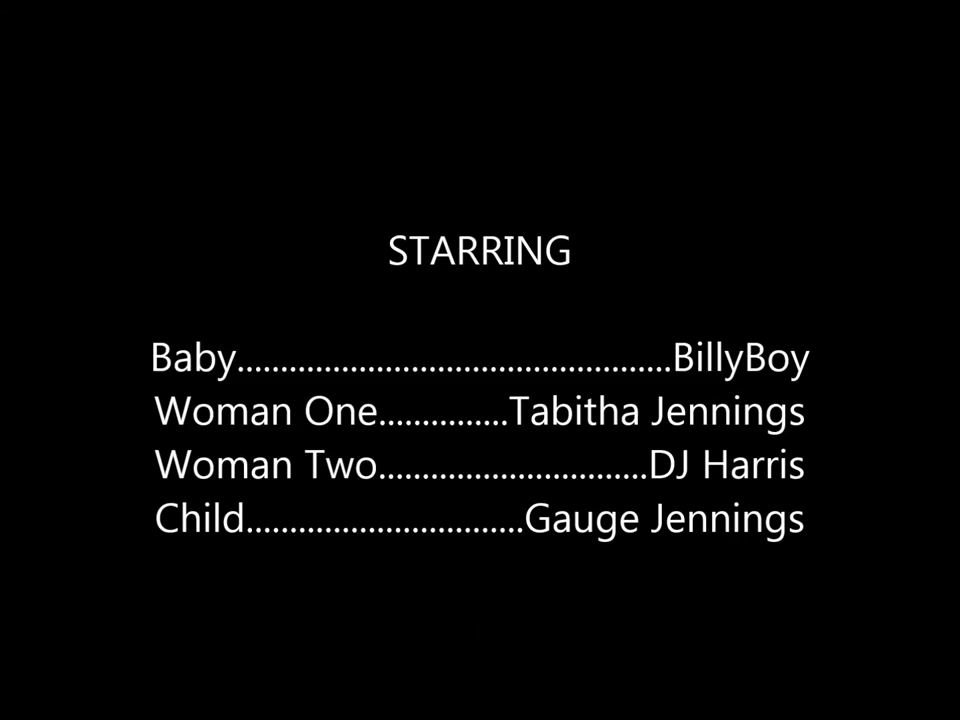 STARRING
Baby..................................................BillyBoy
Woman One...............Tabitha Jennings
Woman Two...............................DJ Harris
Child................................Gauge Jennings